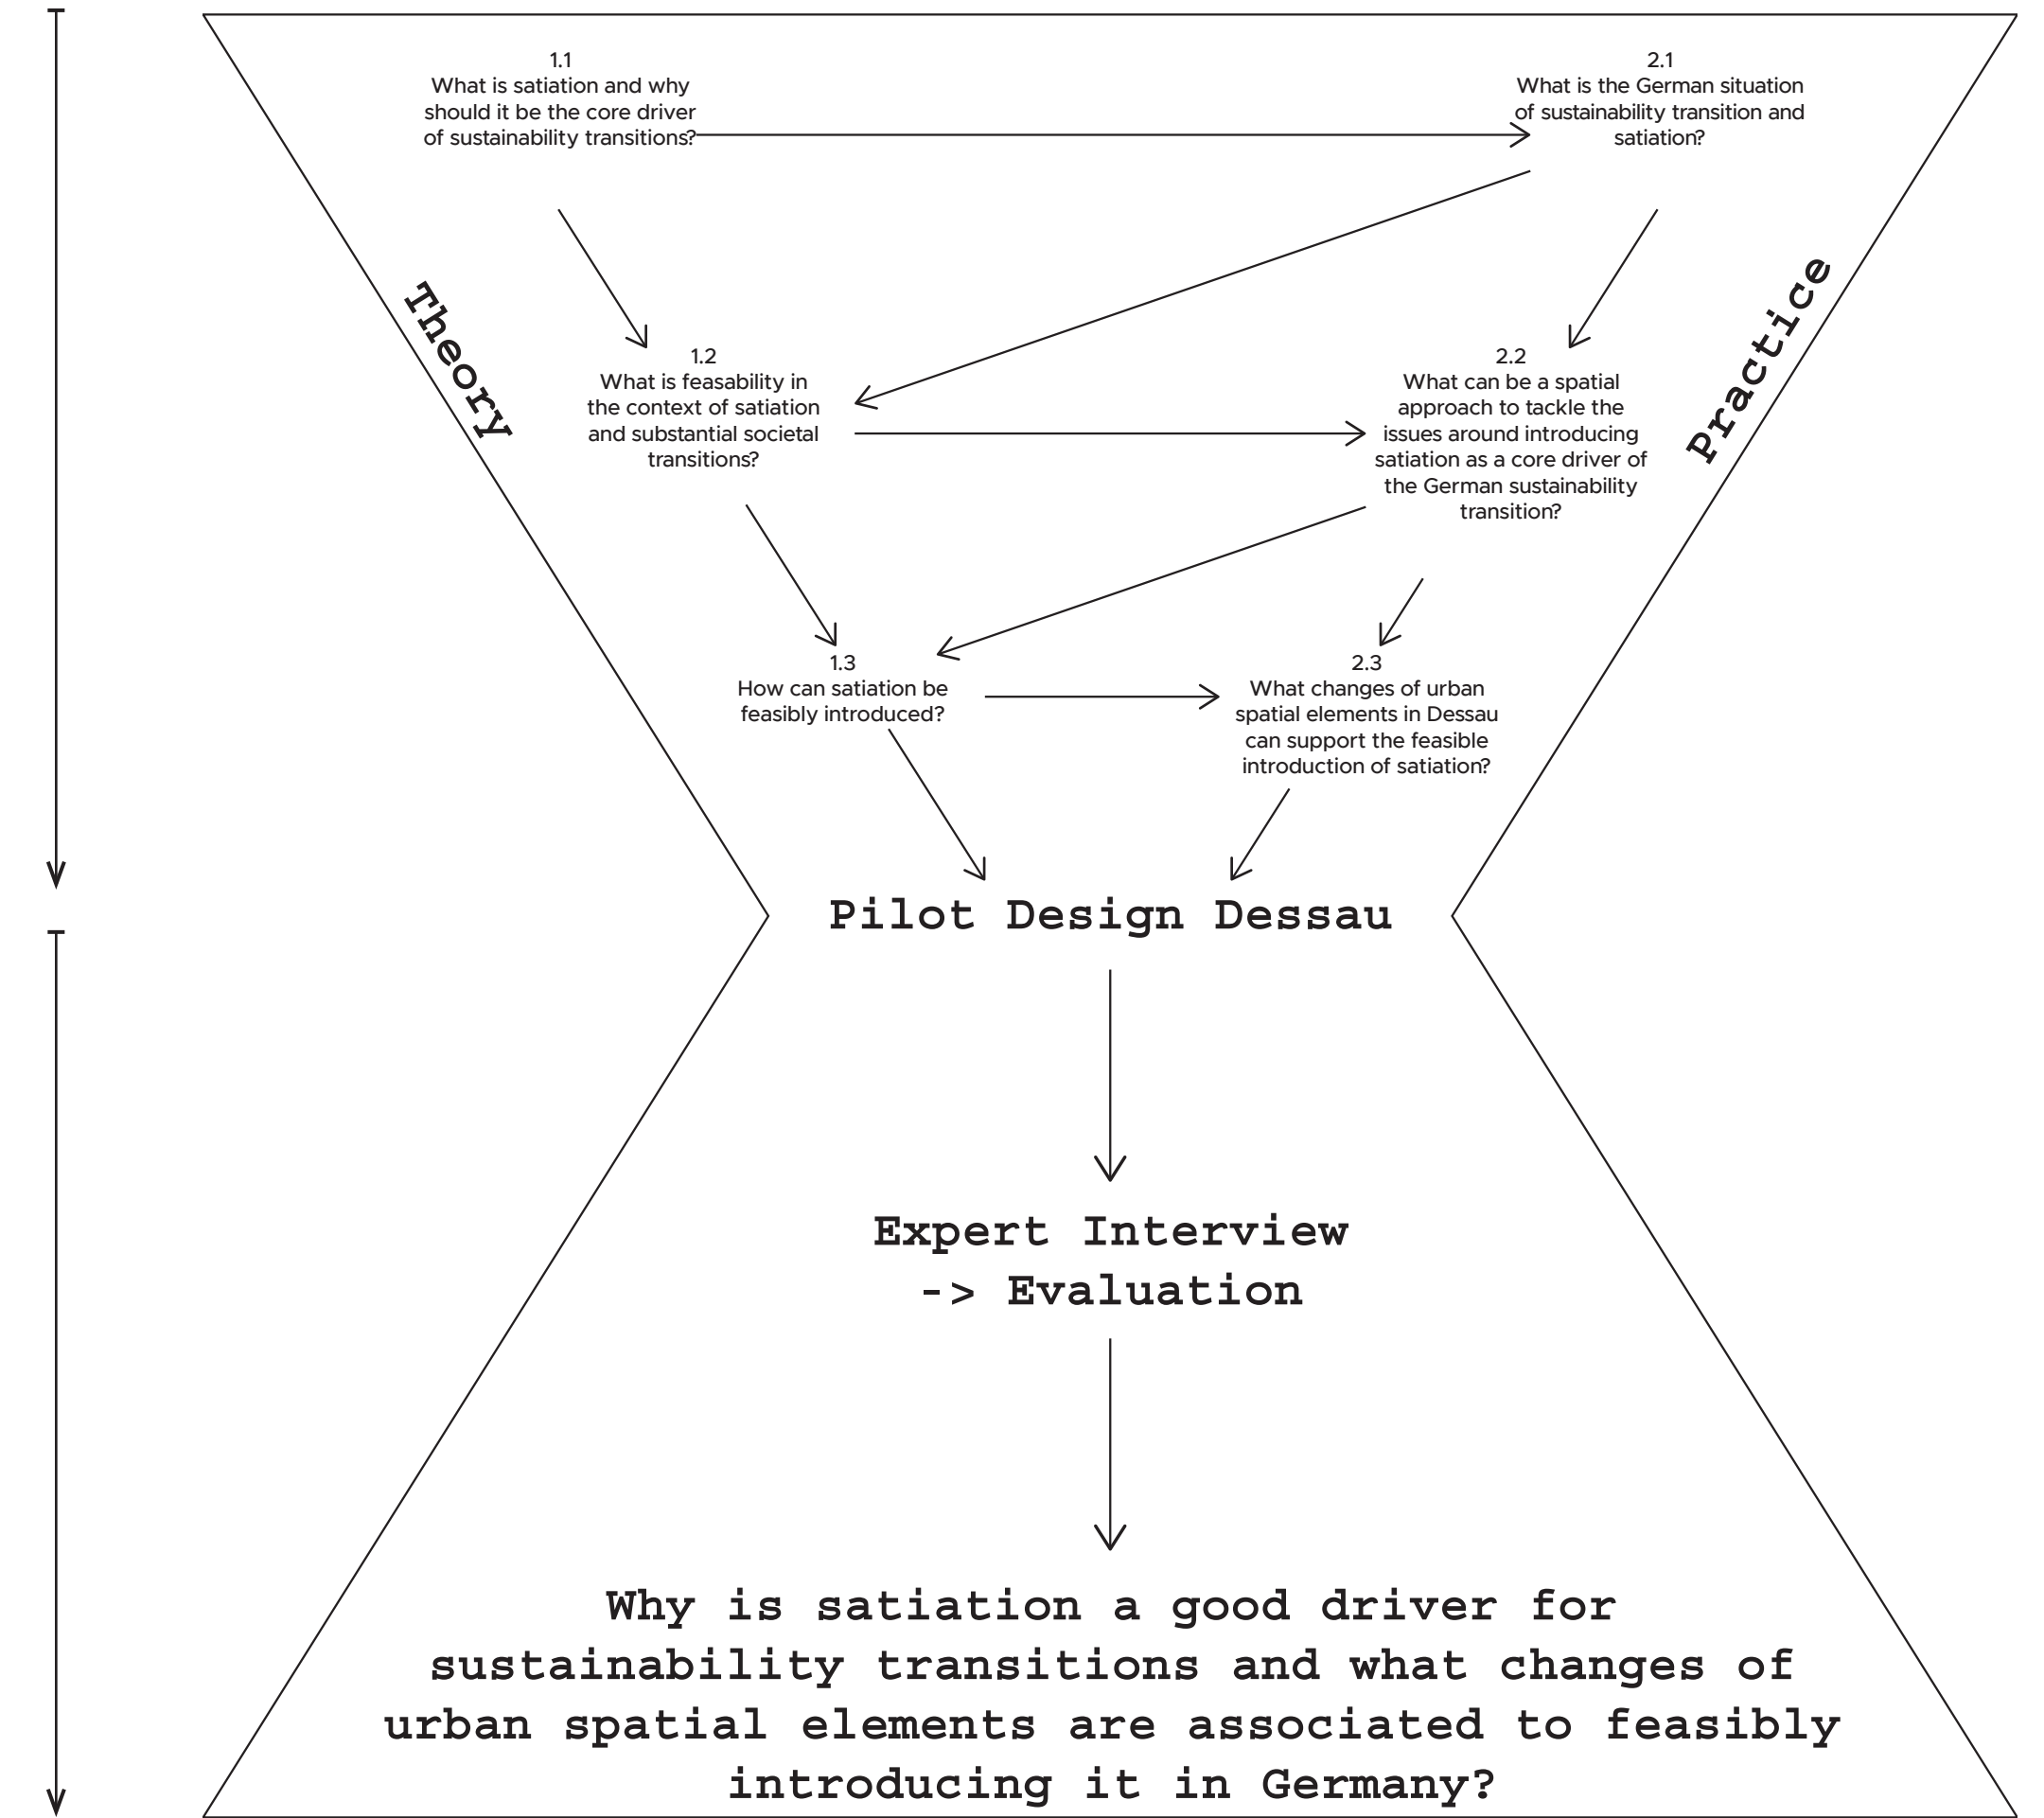 1.1
What is satiation and why
should it be the core driver
of sustainability transitions?
2.1
What is the German situation
of sustainability transition and
satiation?
Theory
Practice
1.2
What is feasability in
the context of satiation
and substantial societal
transitions?
2.2
What can be a spatial
approach to tackle the
issues around introducing
satiation as a core driver of
the German sustainability
transition?
1.3
How can satiation be
feasibly introduced?
2.3
What changes of urban
spatial elements in Dessau
can support the feasible
introduction of satiation?
Pilot Design Dessau
Expert Interview
-> Evaluation
Why is satiation a good driver for
sustainability transitions and what changes of
urban spatial elements are associated to feasibly
introducing it in Germany?